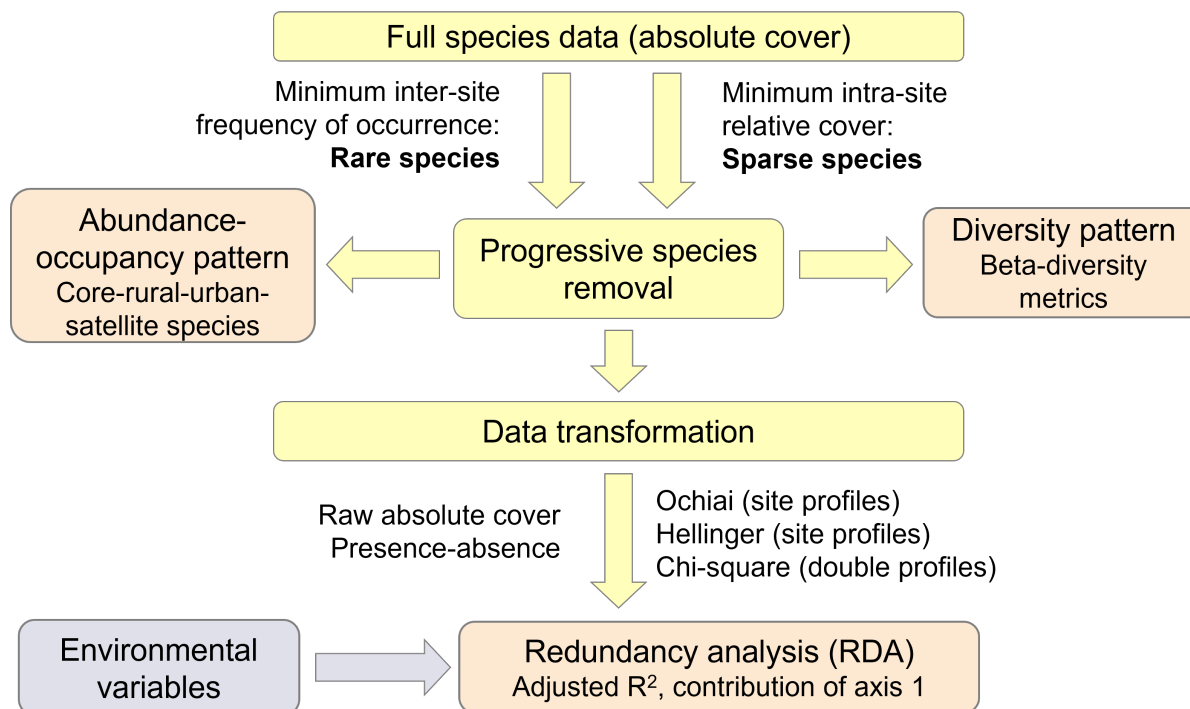 Full species data (absolute cover)
Minimum inter-site
frequency of occurrence:
Rare species
Minimum intra-site
relative cover:
Sparse species
Abundance-
occupancy pattern
Core-rural-urban-
satellite species
Progressive species
removal
Diversity pattern
Beta-diversity
metrics
Data transformation
Raw absolute cover
Presence-absence
Ochiai (site profiles)
Hellinger (site profiles)
Chi-square (double profiles)
Environmental
variables
Redundancy analysis (RDA)
Adjusted R², contribution of axis 1